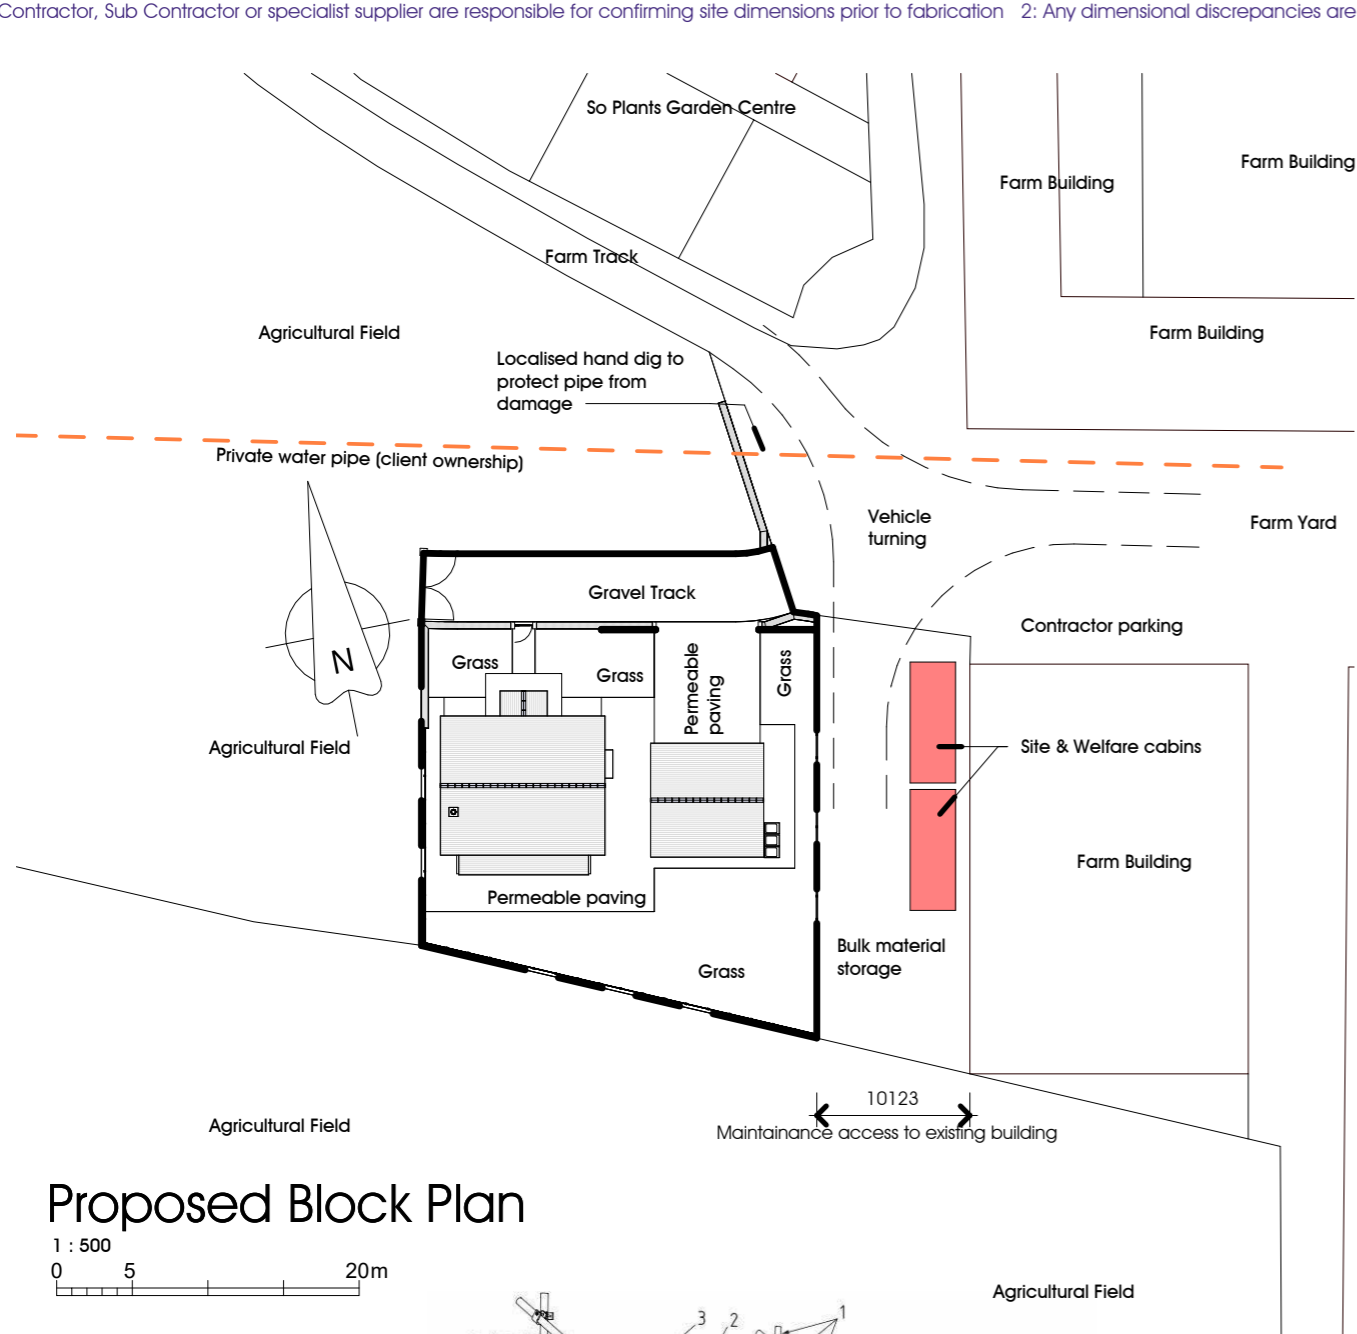 Contractor, Sub Contractor or specialist supplier are responsible for confirming site dimensions prior to fabrication 2: Any dimensional discrepancies are
So Plants Garden Centre
Farm Building
Farm Building
Farm Track
Agricultural Field
Farm Building
Localised hand dig to
protect pipe from
damage
Private water pipe (client ownership)
Vehicle
turning
Farm Yard
Gravel Track
Contractor parking
N
Grass
Grass
Permeable
paving
Grass
Agricultural Field
Site & Welfare cabins
Farm Building
Permeable paving
Bulk material
storage
Grass
10123
Maintainance access to existing building
Agricultural Field
Proposed Block Plan
1 : 500
0 5 20m
Agricultural Field
3 2 1